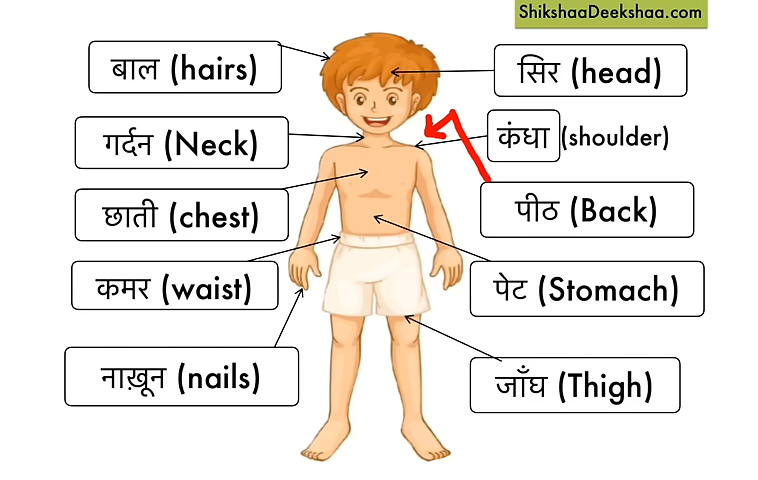 ShikshaaDeekshaa.com
बाल (hairs)
सिर (head)
गर्दन (Neck)
कंधा (shoulder)
छाती (chest)
पीठ (Back)
कमर (waist)
पेट (Stomach)
नाख़ून (nails)
जाँघ (Thigh)